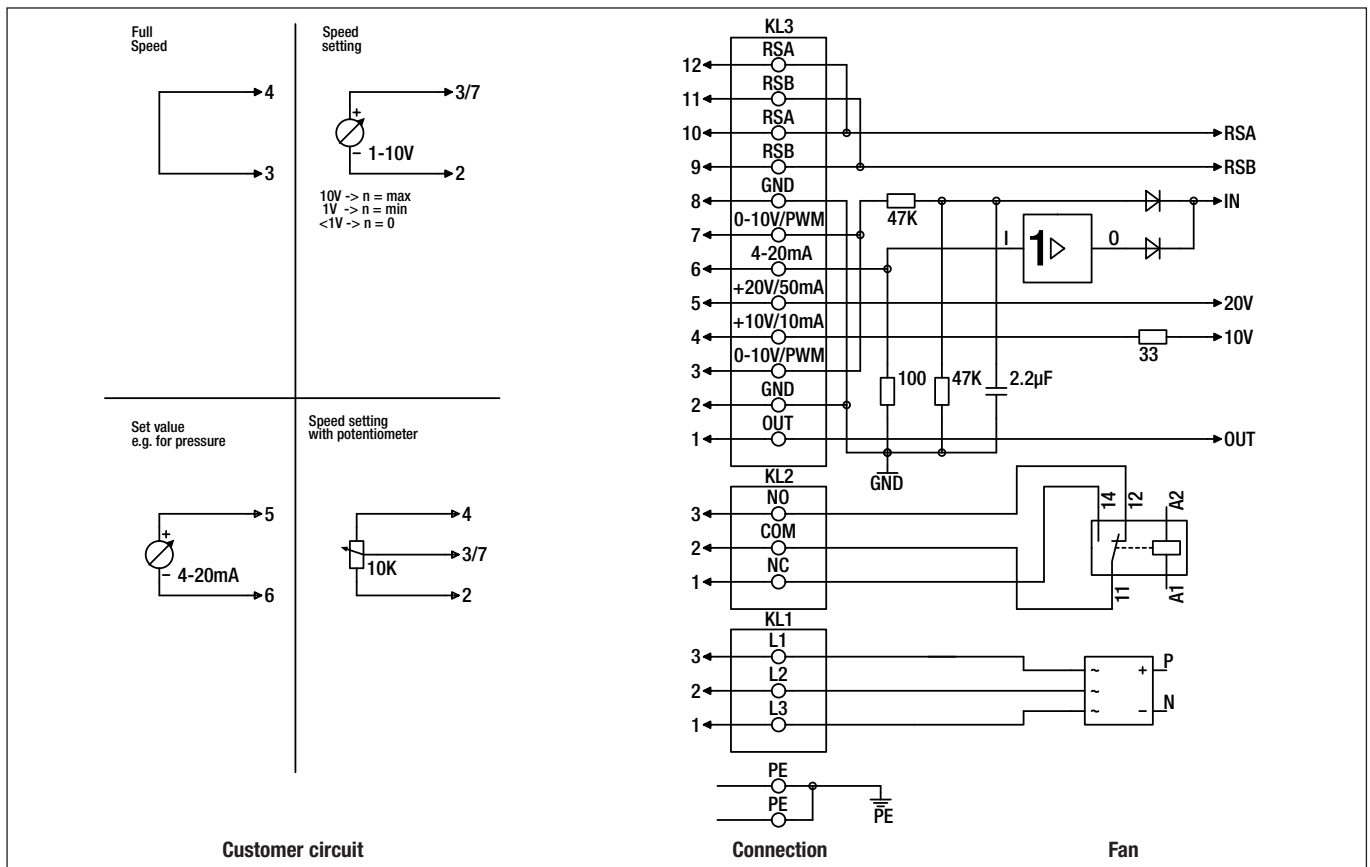 Full
Speed
4
3
Speed
setting
3/7
+
1-10V
−
2
10V -> n = max
1V -> n = min
<1V -> n = 0
Set value
e.g. for pressure
5
+
4-20mA
−
6
Speed setting
with potentiometer
4
3/7
10K
2
KL3
12 RSA
11 RSB
10 RSA RSA
9 RSB RSB
8 GND
47K IN
7 0-10V/PWM
I 1 O
6 4-20mA
5 +20V/50mA 20V
4 +10V/10mA 33 10V
3 0-10V/PWM
100 47K 2.2µF
2 GND
1 OUT OUT
GND
KL2
3 NO
2 COM
1 NC
14 12 A2
11 A1
KL1
3 L1 ~ + P
2 L2 ~
1 L3 ~ − N
PE
PE
PE
Customer circuit Connection Fan